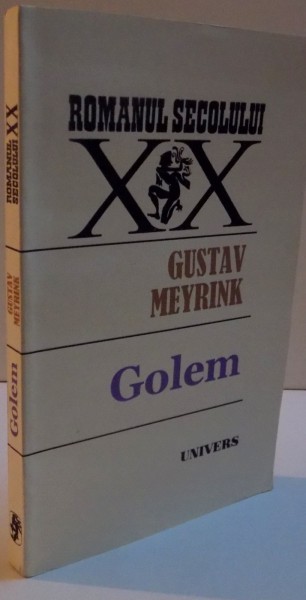 ROMANUL SECOLULUI
XX
GUSTAV
MEYRINK
Golem
UNIVERS
ROMANUL
SECOLULUI
XX
GUSTAV
MEYRINK
Golem